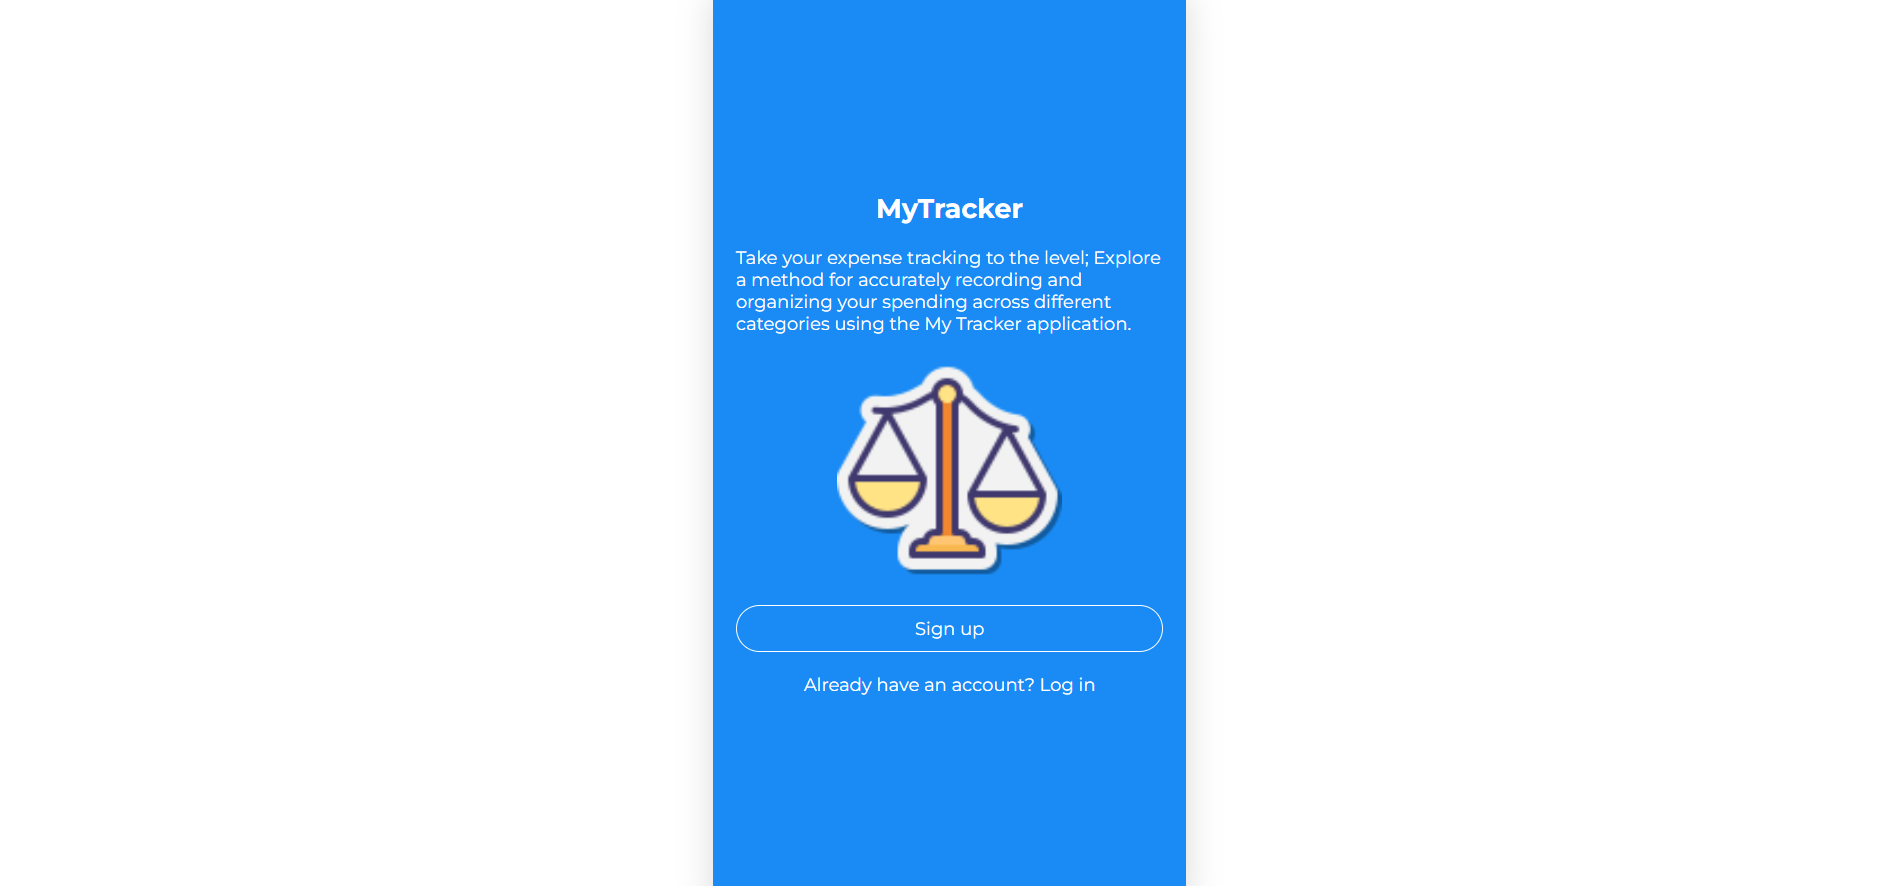 MyTracker
Take your expense tracking to the level; Explore
a method for accurately recording and
organizing your spending across different
categories using the My Tracker application.
Sign up
Already have an account? Log in